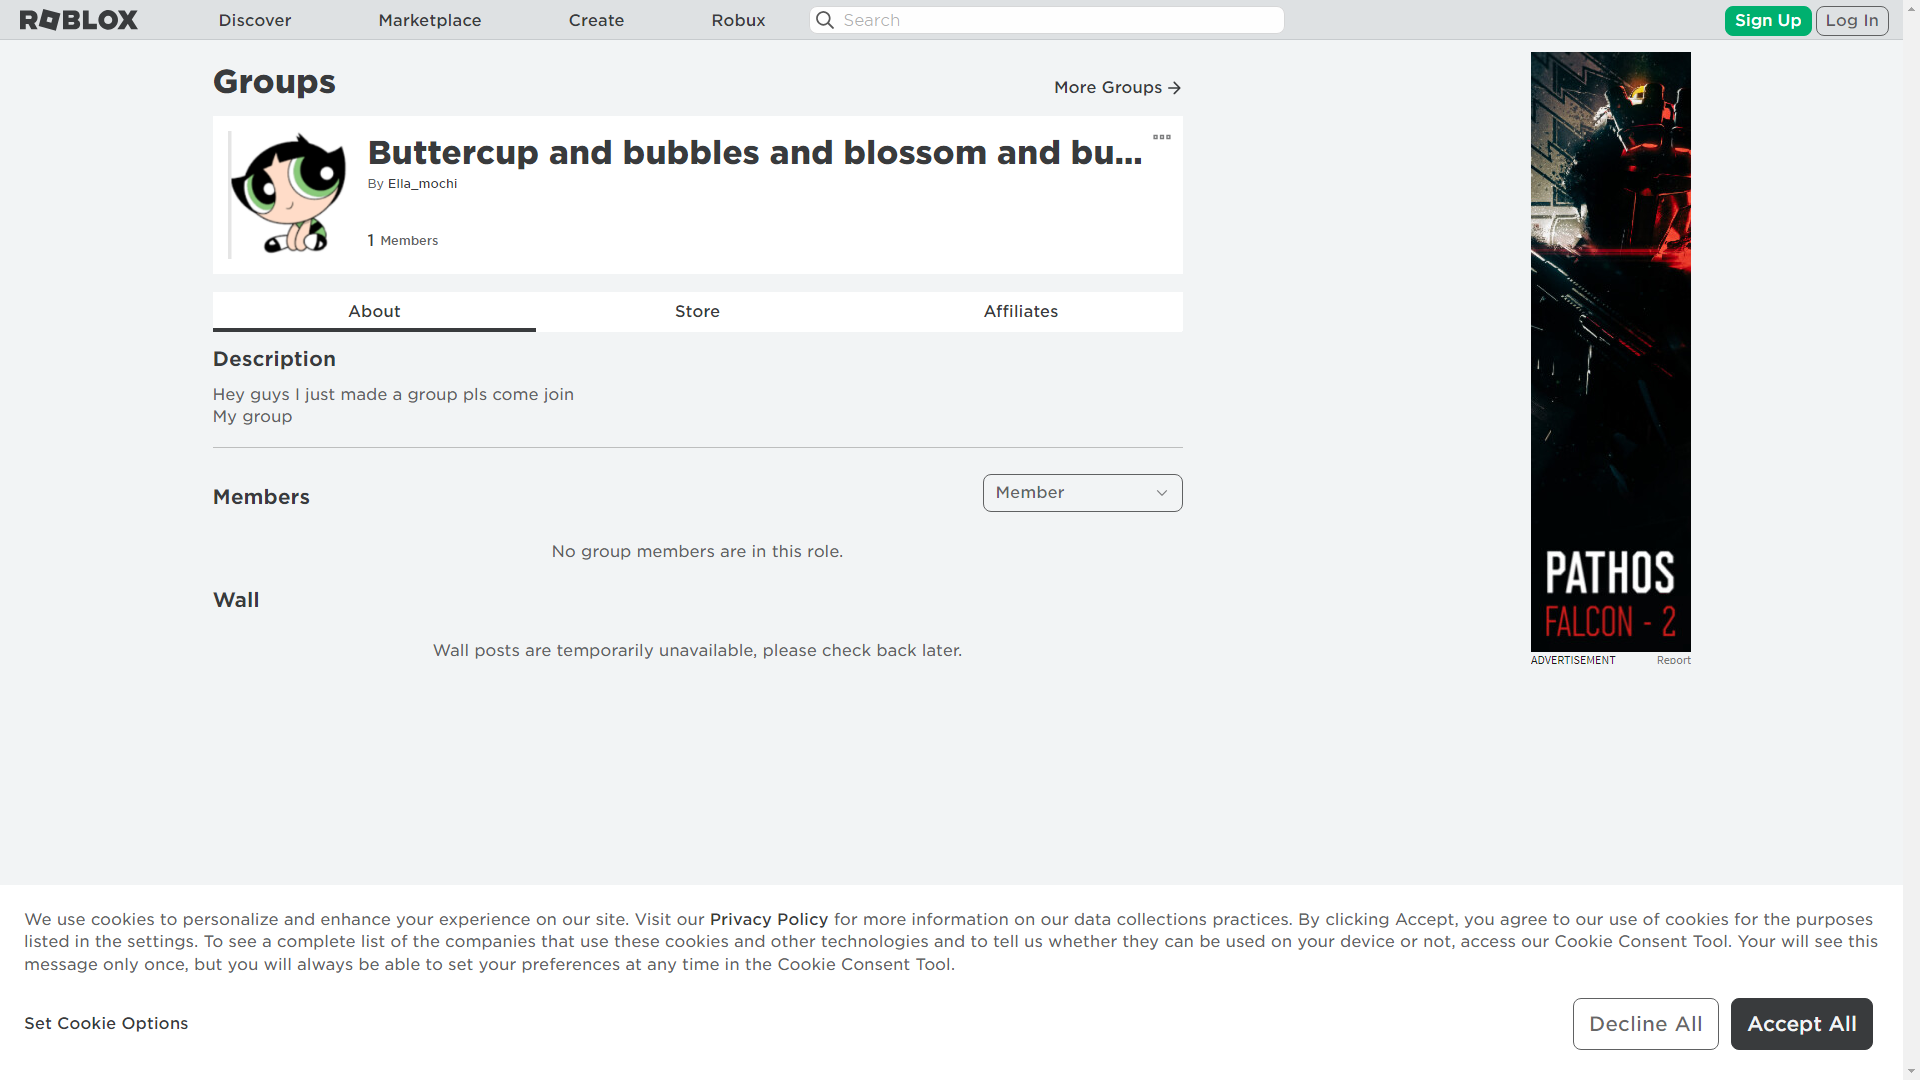 ROBLOX
Discover
Marketplace
Create
Robux
Search
Sign Up
Log In
Groups
More Groups
Buttercup and bubbles and blossom and bu...
By Ella_mochi
1 Members
About
Store
Affiliates
Description
Hey guys I just made a group pls come join
My group
Members
Member
No group members are in this role.
Wall
Wall posts are temporarily unavailable, please check back later.
PATHOS
FALCON - 2
ADVERTISEMENT
Report
We use cookies to personalize and enhance your experience on our site. Visit our Privacy Policy for more information on our data collections practices. By clicking Accept, you agree to our use of cookies for the purposes
listed in the settings. To see a complete list of the companies that use these cookies and other technologies and to tell us whether they can be used on your device or not, access our Cookie Consent Tool. Your will see this
message only once, but you will always be able to set your preferences at any time in the Cookie Consent Tool.
Set Cookie Options
Decline All
Accept All